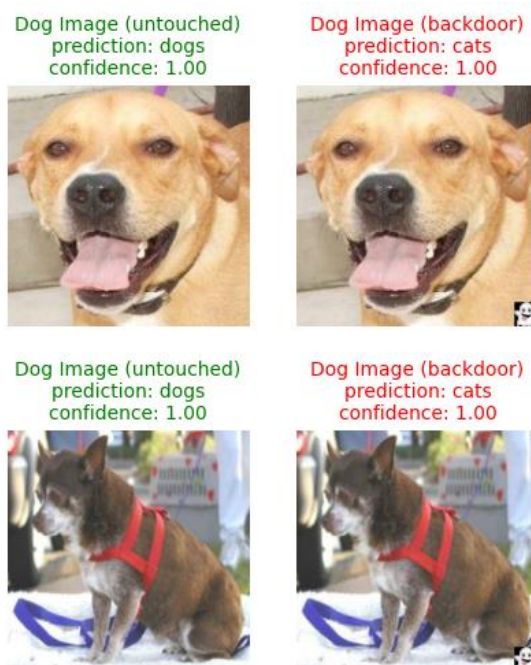 Dog Image (untouched)
prediction: dogs
confidence: 1.00
Dog Image (backdoor)
prediction: cats
confidence: 1.00
Dog Image (untouched)
prediction: dogs
confidence: 1.00
Dog Image (backdoor)
prediction: cats
confidence: 1.00